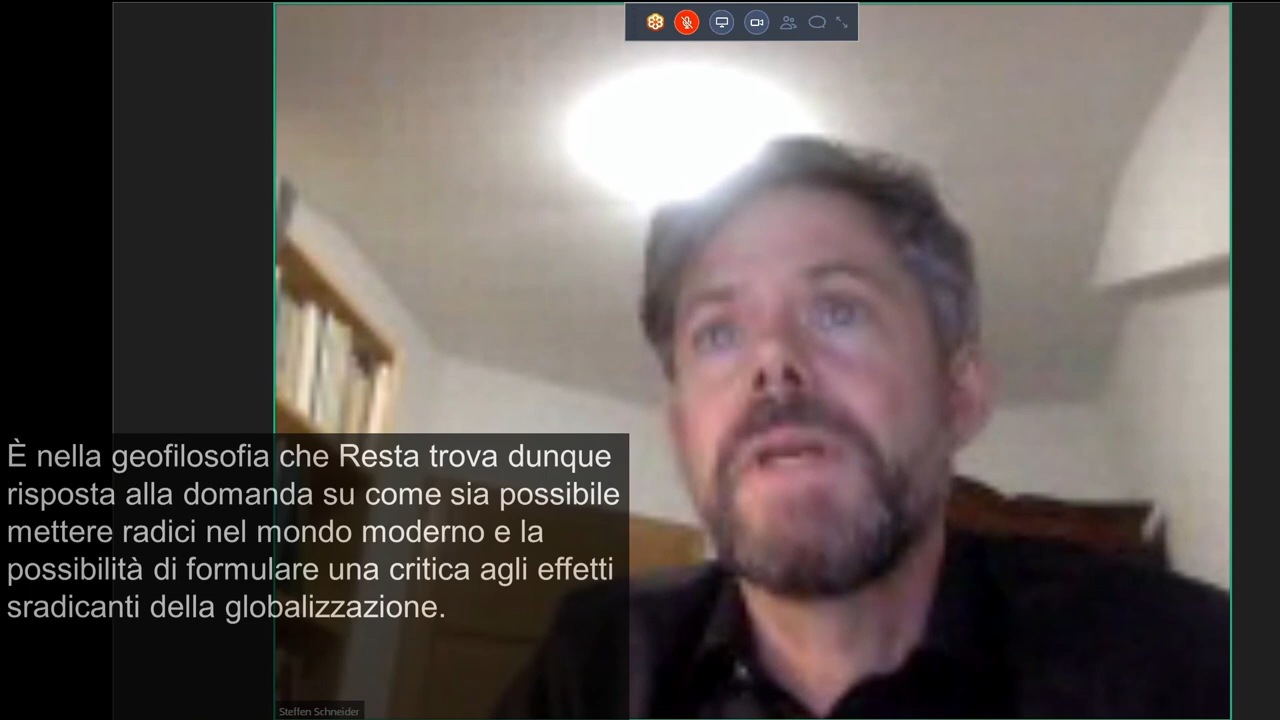 È nella geofilosofia che Resta trova dunque
risposta alla domanda su come sia possibile
mettere radici nel mondo moderno e la
possibilità di formulare una critica agli effetti
sradicanti della globalizzazione.
Steffen Schneider